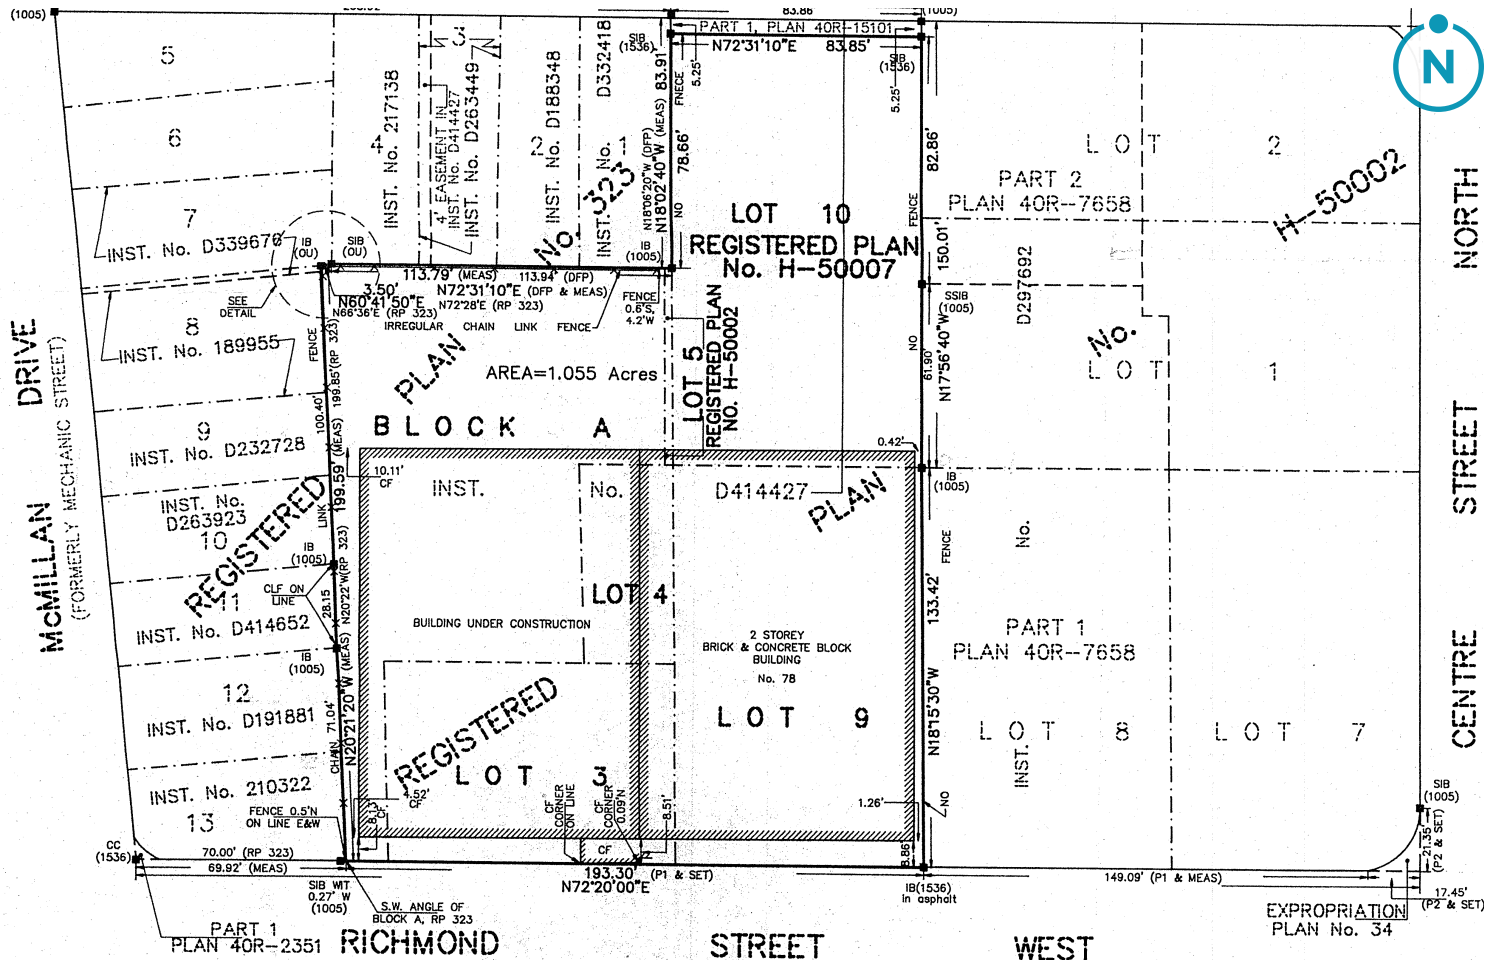 (1005)
83.86
(1005)
PART 1, PLAN 40R-15101
N72°31'10"E 83.85'
SIB
(1536)
SIB
(1536)
N
5
6
7
INST. No. D339676
8
INST. No. 189955
9
INST. No. D232728
INST. No.
D263923
10
11
INST. No. D414652
12
INST. No. D191881
INST. No. 210322
13
4
INST. No. 217138
3
4' EASEMENT IN
INST. No. D414427
INST. No. D263449
2
INST. No. D188348
1
INST. No. D332418
N18°06'20"W (DFP)
N18°02'40"W (MEAS) 83.91
FNECE
NO
78.66'
5.25'
5.25'
82.86'
FENCE
NO
150.01'
61.90'
N17°56'40"W
LOT 10
REGISTERED PLAN
No. H-50007
LOT 2
PART 2
PLAN 40R-7658
H-50002
No.
D297692
LOT 1
SSIB
(1005)
IB
(OU)
SIB
(OU)
IB
(1005)
SEE
DETAIL
113.79' (MEAS) 113.94' (DFP)
3.50'
N60°41'50"E
N66°36'E (RP 323)
N72°31'10"E (DFP & MEAS)
N72°28'E (RP 323)
IRREGULAR CHAIN LINK FENCE
FENCE
0.6'S,
4.2'W
REGISTERED PLAN No. 323
AREA=1.055 Acres
BLOCK A
LOT 5
REGISTERED PLAN
NO. H-50002
0.42'
10.11'
CF
INST. No. D414427
REGISTERED PLAN
IB
(1005)
No.
FENCE
100.40'
199.85'(RP 323)
199.59' (MEAS)
LINK
N20°22'W(RP 323)
28.15
N20°21'20"W (MEAS)
71.04'
CHAIN
IB
(1005)
CLF ON
LINE
IB
(1005)
LOT 4
BUILDING UNDER CONSTRUCTION
2 STOREY
BRICK & CONCRETE BLOCK
BUILDING
No. 78
LOT 9
LOT 3
FENCE
133.42'
N18°15'30"W
NO
PART 1
PLAN 40R-7658
LOT 8
LOT 7
INST.
4.52'
CF
8.13'
CF
CF
CORNER
ON LINE
CF
CORNER
0.09'N
8.51'
1.26'
8.86'
CF
FENCE 0.5'N
ON LINE E&W
CC
(1536)
70.00' (RP 323)
69.92' (MEAS)
SIB WIT
0.27' W
(1005)
S.W. ANGLE OF
BLOCK A, RP 323
193.30' (P1 & SET)
N72°20'00"E
IB(1536)
In asphalt
149.09' (P1 & MEAS)
SIB
(1005)
21.35'
(P2 & SET)
17.45'
(P2 & SET)
EXPROPRIATION
PLAN No. 34
PART 1
PLAN 40R-2351
McMILLAN DRIVE
(FORMERLY MECHANIC STREET)
RICHMOND STREET WEST
CENTRE STREET NORTH